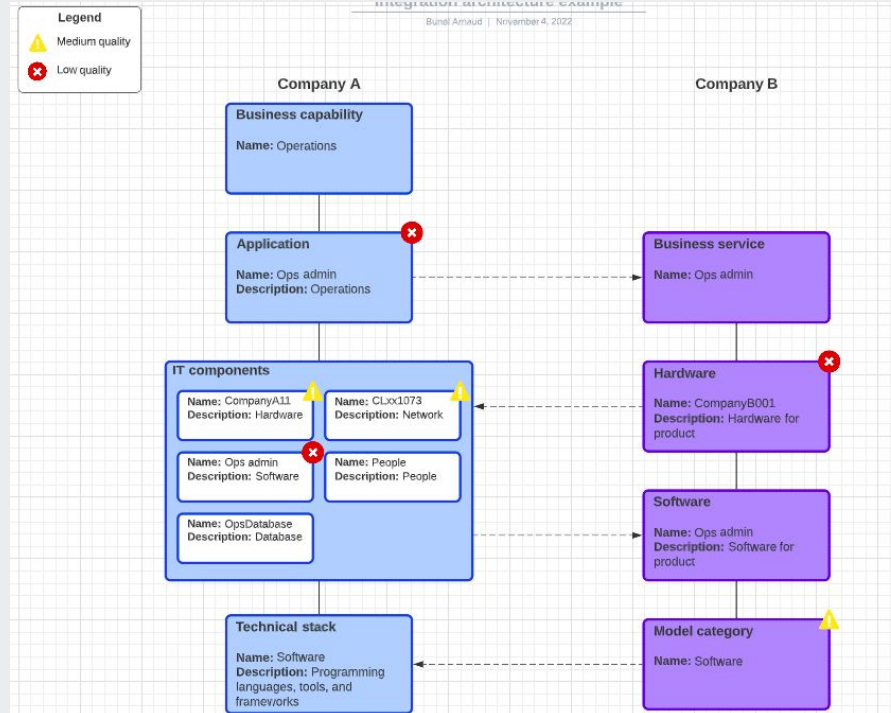 Integration architecture example
Bunel Arnaud | November 4, 2022
Legend
Medium quality
Low quality
Company A
Company B
Business capability
Name: Operations
Application
Name: Ops admin
Description: Operations
Business service
Name: Ops admin
IT components
Name: CompanyA11
Description: Hardware
Name: CLxx1073
Description: Network
Name: Ops admin
Description: Software
Name: People
Description: People
Name: OpsDatabase
Description: Database
Hardware
Name: CompanyB001
Description: Hardware for
product
Software
Name: Ops admin
Description: Software for
product
Technical stack
Name: Software
Description: Programming
languages, tools, and
frameworks
Model category
Name: Software